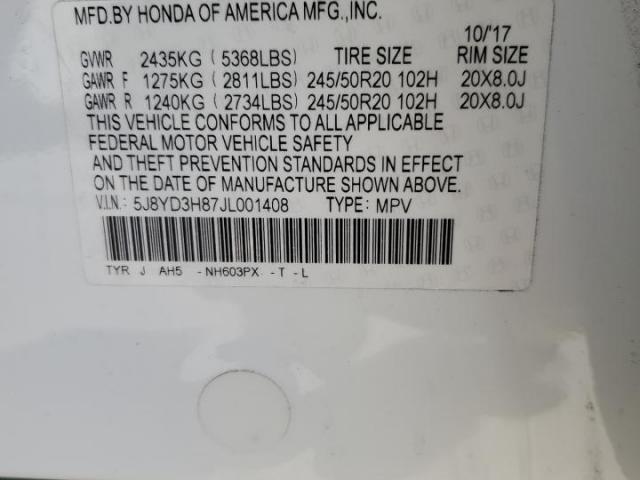 MFD.BY HONDA OF AMERICA MFG.,INC.
10/'17
GVWR 2435KG (5368LBS) TIRE SIZE RIM SIZE
GAWR F 1275KG (2811LBS) 245/50R20 102H 20X8.0J
GAWR R 1240KG (2734LBS) 245/50R20 102H 20X8.0J
THIS VEHICLE CONFORMS TO ALL APPLICABLE
FEDERAL MOTOR VEHICLE SAFETY
AND THEFT PREVENTION STANDARDS IN EFFECT
ON THE DATE OF MANUFACTURE SHOWN ABOVE.
V.I.N.: 5J8YD3H87JL001408 TYPE: MPV
TYR J AH5 -NH603PX -T -L